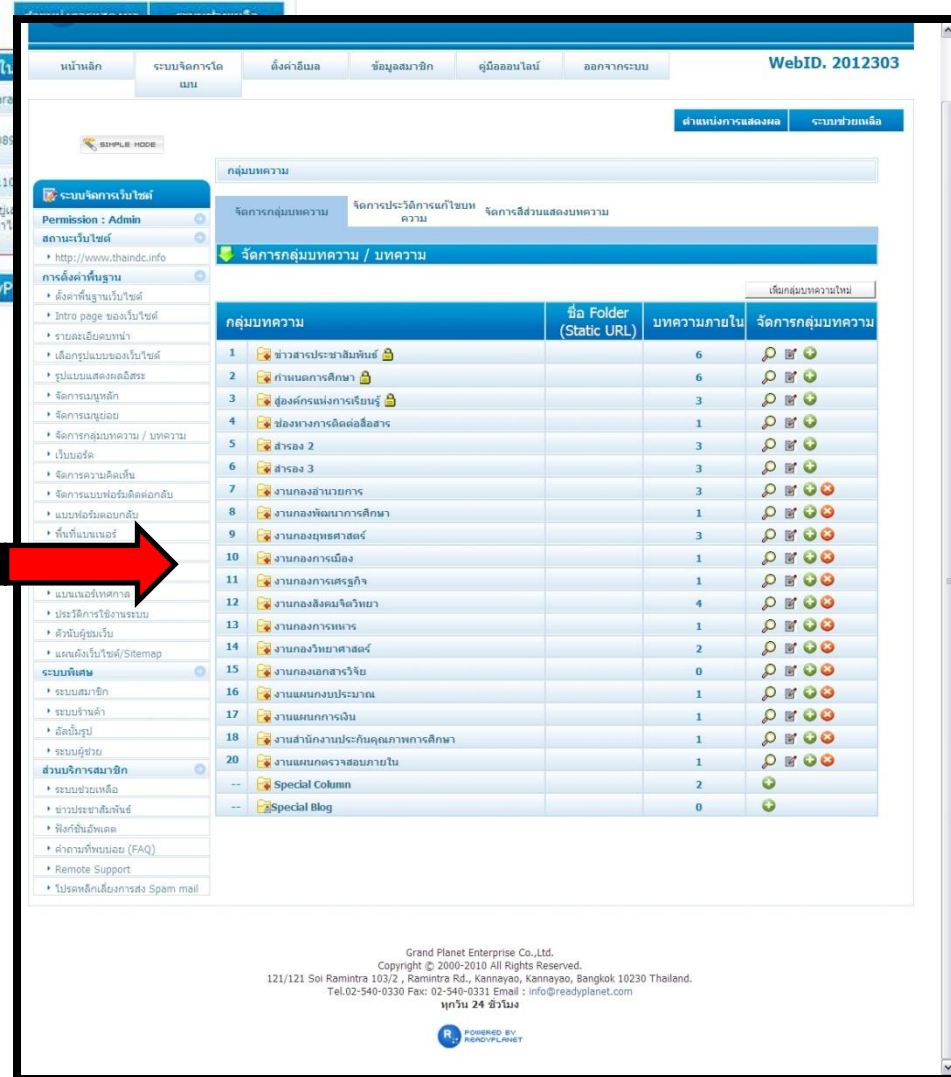 หน้าหลัก
ระบบจัดการโด
เมน
ตั้งค่าอีเมล
ข้อมูลสมาชิก
คู่มือออนไลน์
ออกจากระบบ
WebID. 2012303
ตำแหน่งการแสดงผล
ระบบช่วยเหลือ
SIMPLE MODE
กลุ่มบทความ
จัดการกลุ่มบทความ
จัดการประวัติการแก้ไขบท
ความ
จัดการสีส่วนแสดงบทความ
จัดการกลุ่มบทความ / บทความ
เพิ่มกลุ่มบทความใหม่
ระบบจัดการเว็บไซต์
Permission : Admin
สถานะเว็บไซต์
http://www.thaindc.info
การตั้งค่าพื้นฐาน
ตั้งค่าพื้นฐานเว็บไซต์
Intro page ของเว็บไซต์
รายละเอียดบทนำ
เลือกรูปแบบของเว็บไซต์
รูปแบบแสดงผลอิสระ
จัดการเมนูหลัก
จัดการเมนูย่อย
จัดการกลุ่มบทความ / บทความ
เว็บบอร์ด
จัดการความคิดเห็น
จัดการแบบฟอร์มติดต่อกลับ
แบบฟอร์มตอบกลับ
พื้นที่แบนเนอร์
แบนเนอร์เทศกาล
ประวัติการใช้งานระบบ
ตัวนับผู้ชมเว็บ
แผนผังเว็บไซต์/Sitemap
ระบบพิเศษ
ระบบสมาชิก
ระบบร้านค้า
อัลบั้มรูป
ระบบผู้ช่วย
ส่วนบริการสมาชิก
ระบบช่วยเหลือ
ข่าวประชาสัมพันธ์
ฟังก์ชั่นอัพเดต
คำถามที่พบบ่อย (FAQ)
Remote Support
โปรดหลีกเลี่ยงการส่ง Spam mail
กลุ่มบทความ ชื่อ Folder (Static URL) บทความภายใน จัดการกลุ่มบทความ
1 ข่าวสารประชาสัมพันธ์ 6
2 กำหนดการศึกษา 6
3 สู่องค์กรแห่งการเรียนรู้ 3
4 ช่องทางการติดต่อสื่อสาร 1
5 สำรอง 2 3
6 สำรอง 3 3
7 งานกองอำนวยการ 3
8 งานกองพัฒนาการศึกษา 1
9 งานกองยุทธศาสตร์ 3
10 งานกองการเมือง 1
11 งานกองการเศรษฐกิจ 1
12 งานกองสังคมจิตวิทยา 4
13 งานกองการทหาร 1
14 งานกองวิทยาศาสตร์ 2
15 งานกองเอกสารวิจัย 0
16 งานแผนกงบประมาณ 1
17 งานแผนกการเงิน 1
18 งานสำนักงานประกันคุณภาพการศึกษา 1
20 งานแผนกตรวจสอบภายใน 1
-- Special Column 2
-- Special Blog 0
Grand Planet Enterprise Co.,Ltd.
Copyright © 2000-2010 All Rights Reserved.
121/121 Soi Ramintra 103/2 , Ramintra Rd., Kannayao, Kannayao, Bangkok 10230 Thailand.
Tel.02-540-0330 Fax: 02-540-0331 Email : info@readyplanet.com
ทุกวัน 24 ชั่วโมง
POWERED BY
READYPLANET